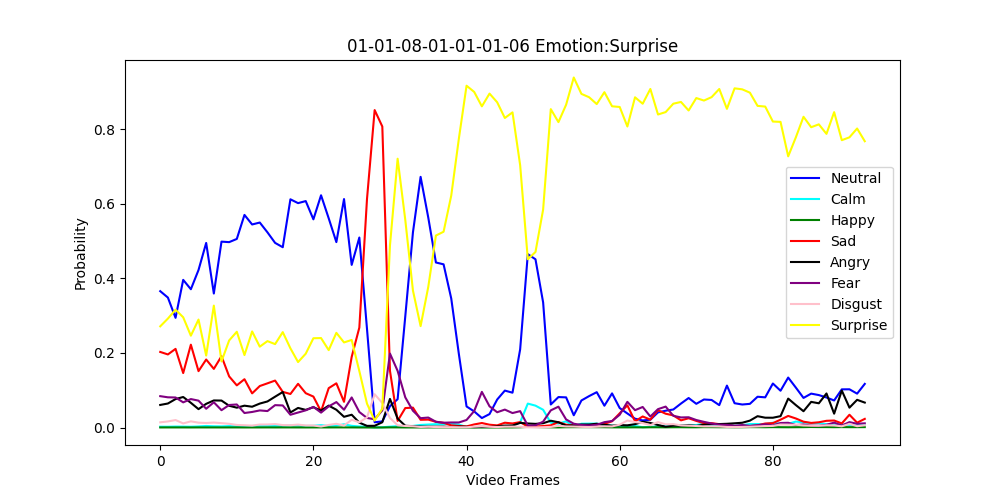 01-01-08-01-01-01-06 Emotion:Surprise
Probability
0.8
0.6
0.4
0.2
0.0
0
20
40
60
80
Video Frames
Neutral
Calm
Happy
Sad
Angry
Fear
Disgust
Surprise